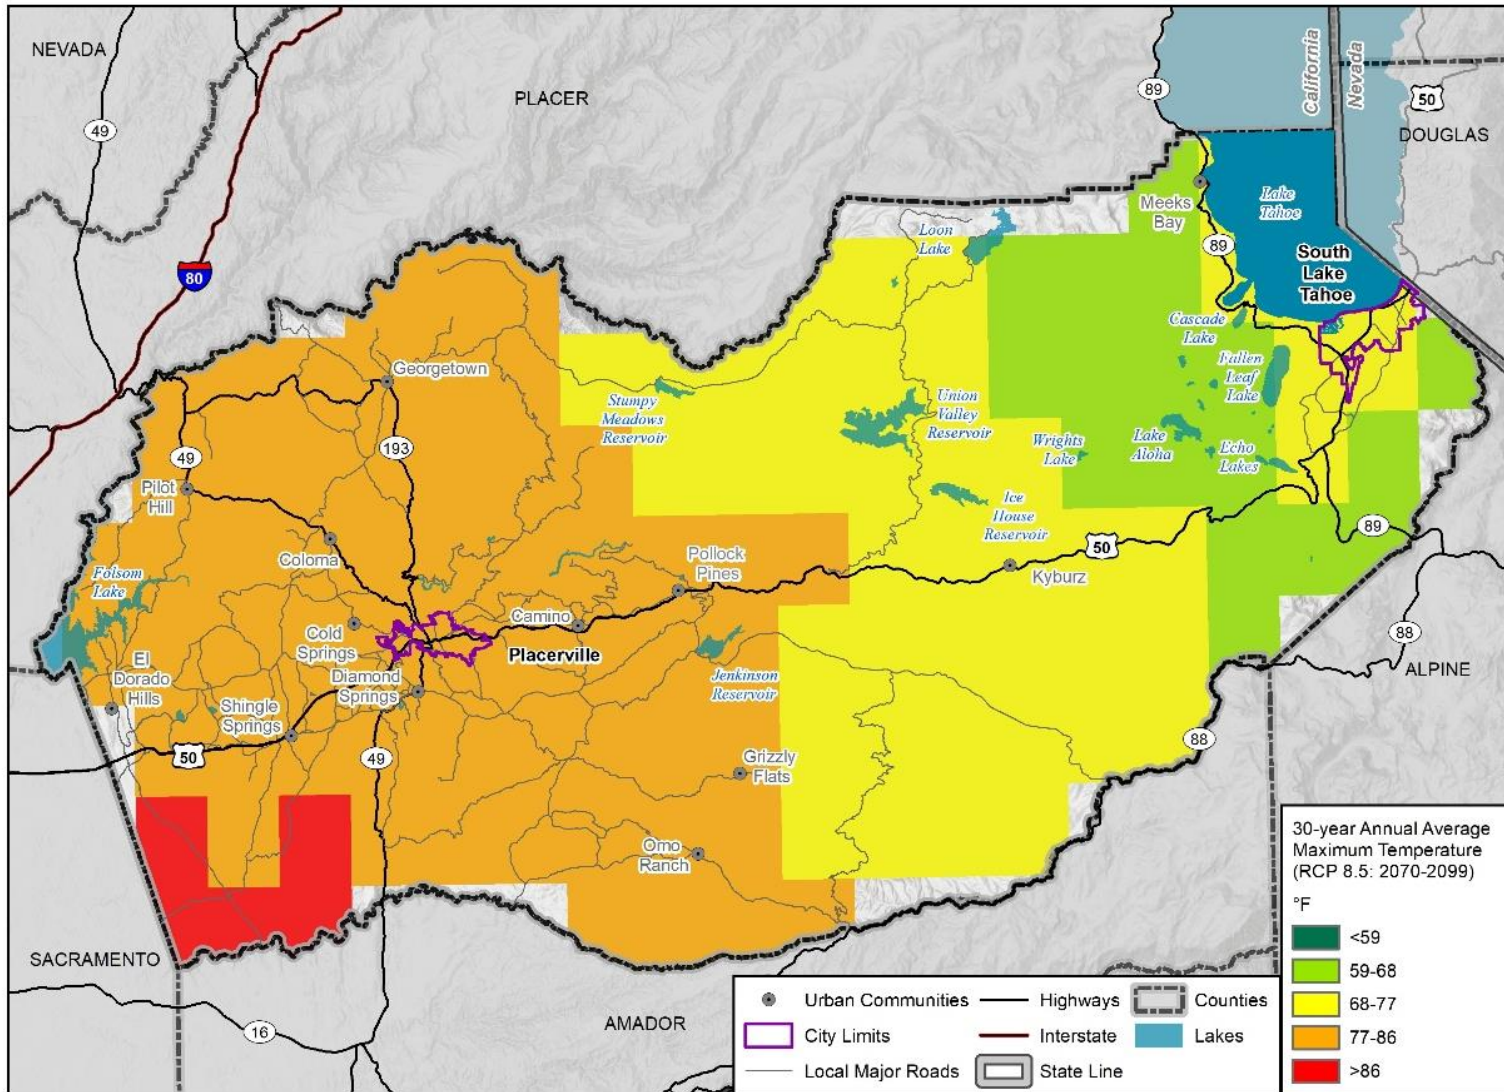 NEVADA
PLACER
California
Nevada
89
50
DOUGLAS
49
80
Meeks
Bay
Lake
Tahoe
Loon
Lake
89
South
Lake
Tahoe
Cascade
Lake
Georgetown
Fallen
Leaf
Lake
Stumpy
Meadows
Reservoir
Union
Valley
Reservoir
Wrights
Lake
Lake
Aloha
Echo
Lakes
49
193
Pilot
Hill
Ice
House
Reservoir
89
Coloma
50
Kyburz
Folsom
Lake
Pollock
Pines
Camino
Cold
Springs
Placerville
88
ALPINE
El
Dorado
Hills
Diamond
Springs
Jenkinson
Reservoir
Shingle
Springs
50
49
88
Grizzly
Flats
Omo
Ranch
SACRAMENTO
16
AMADOR
30-year Annual Average
Maximum Temperature
(RCP 8.5: 2070-2099)
°F
<59
59-68
68-77
77-86
>86
Urban Communities
Highways
Counties
City Limits
Interstate
Lakes
Local Major Roads
State Line